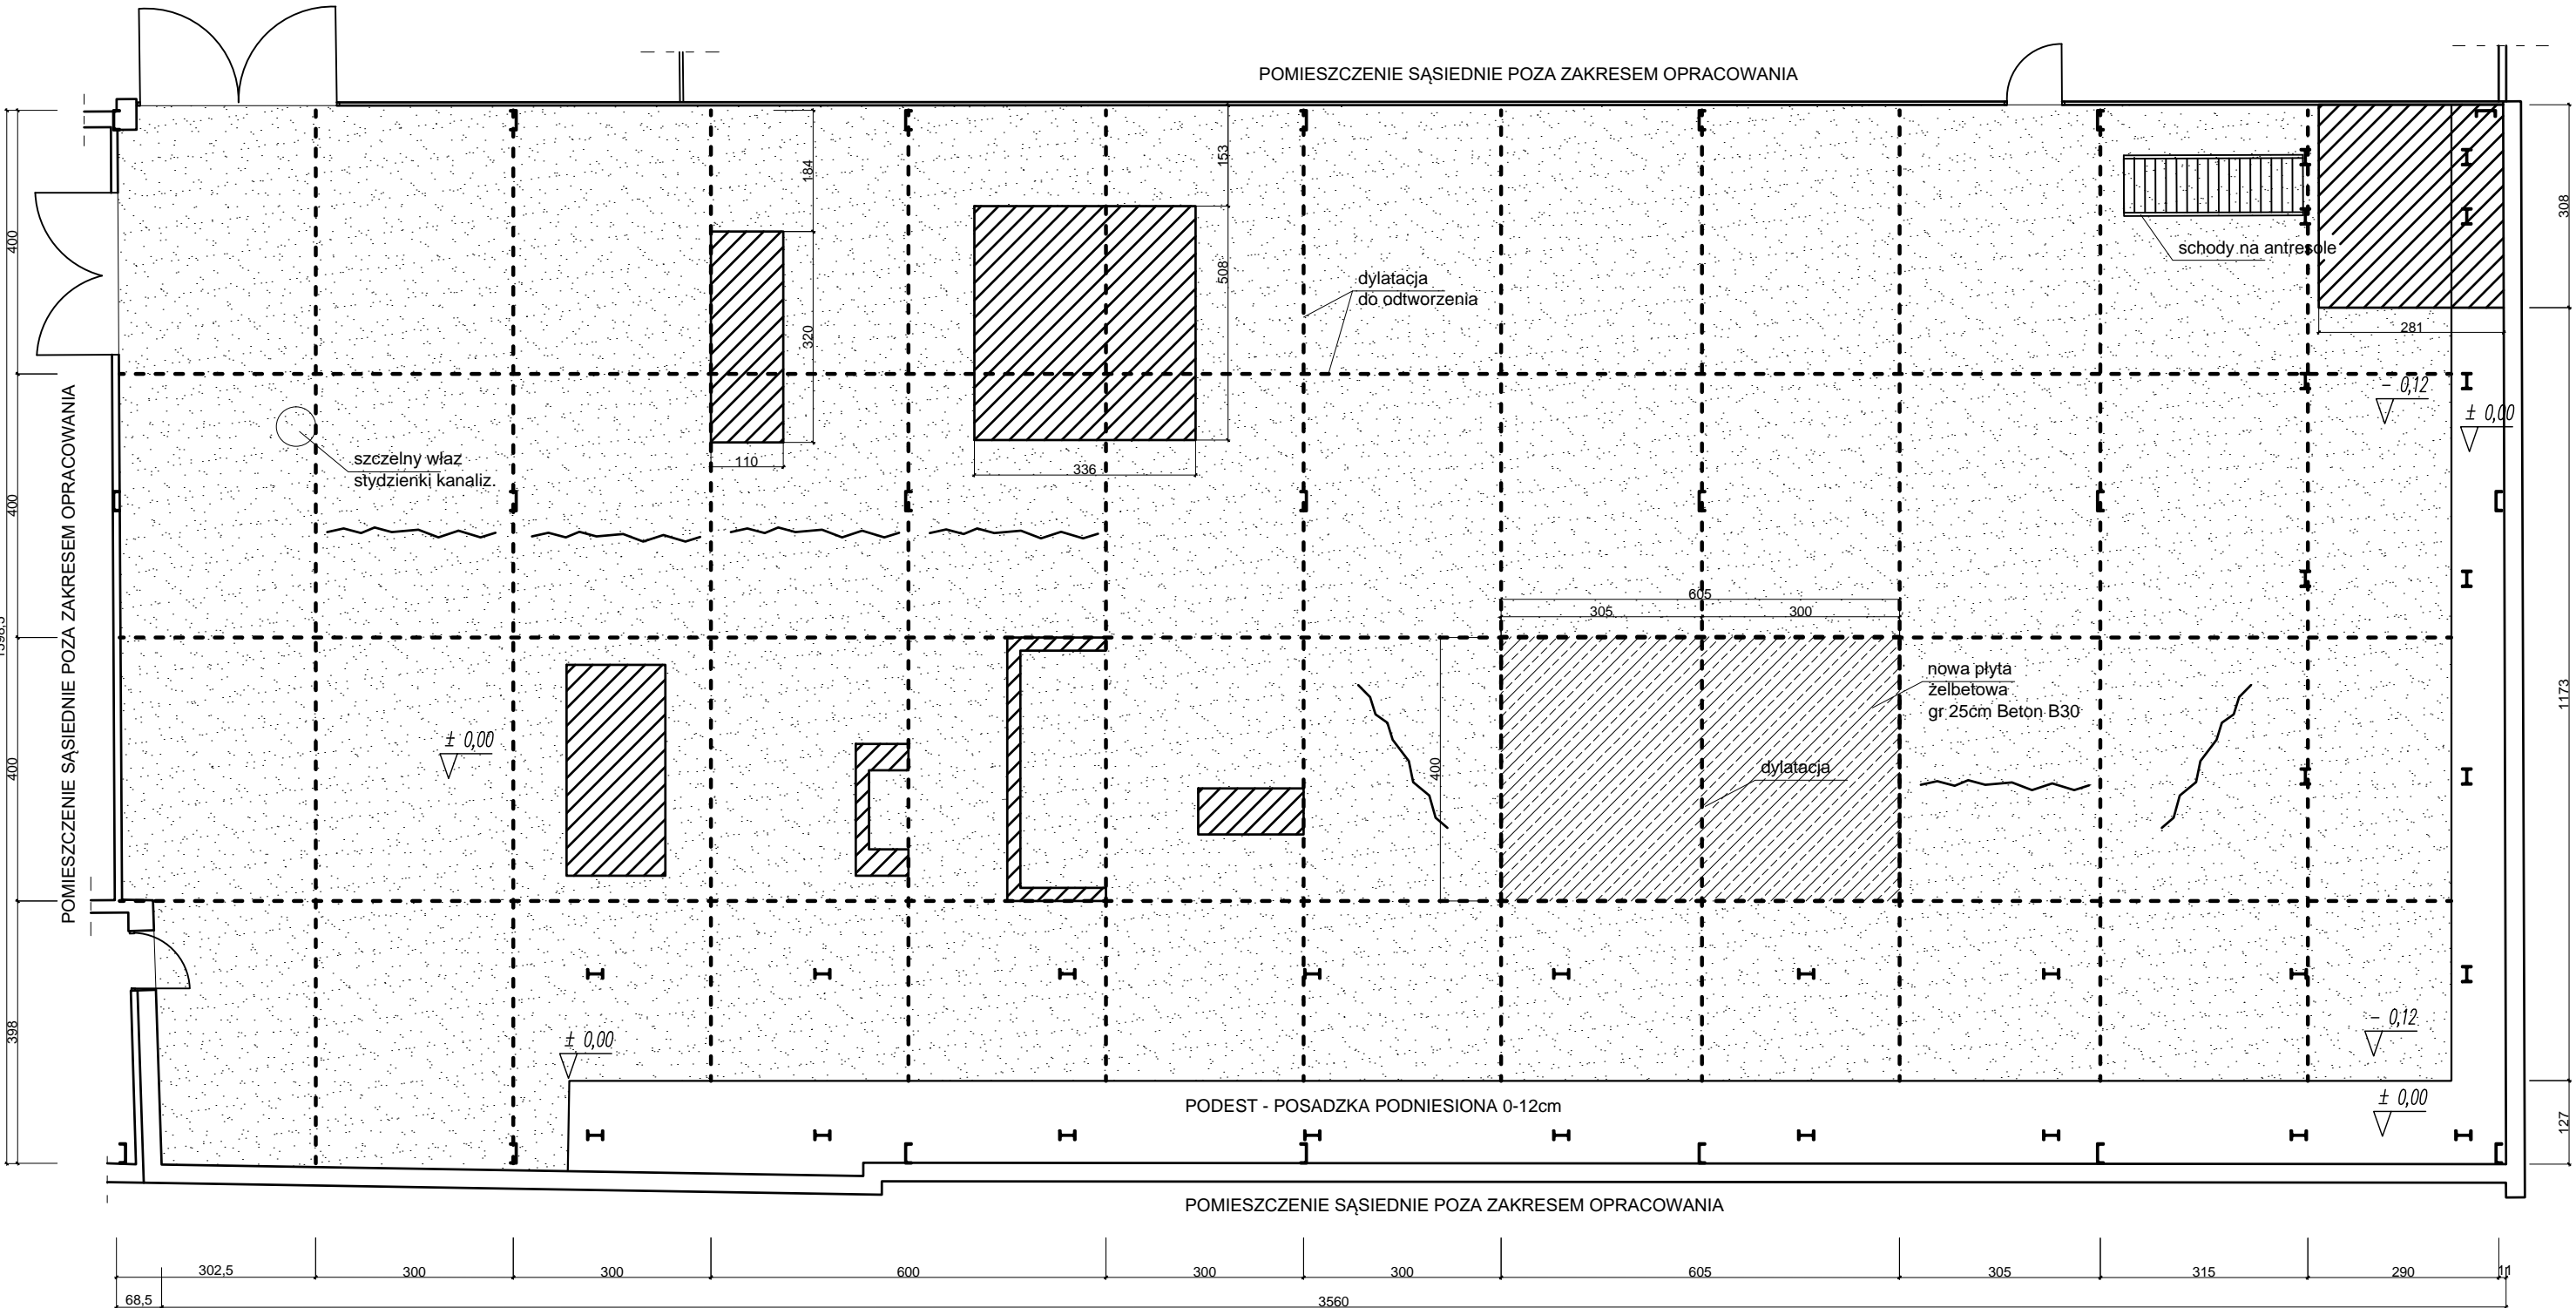 POMIESZCZENIE SĄSIEDNIE POZA ZAKRESEM OPRACOWANIA
184
153
308
400
508
320
schody na antresole
dylatacja
do odtworzenia
281
- 0,12
± 0,00
POMIESZCZENIE SĄSIEDNIE POZA ZAKRESEM OPRACOWANIA
szczelny właz
stydzienki kanaliz.
110
336
400
605
305
300
nowa płyta
żelbetowa
gr 25cm Beton B30
1173
± 0,00
400
400
dylatacja
398
± 0,00
- 0,12
PODEST - POSADZKA PODNIESIONA 0-12cm
± 0,00
127
POMIESZCZENIE SĄSIEDNIE POZA ZAKRESEM OPRACOWANIA
302,5
300
300
600
300
300
605
305
315
290
11
68,5
3560